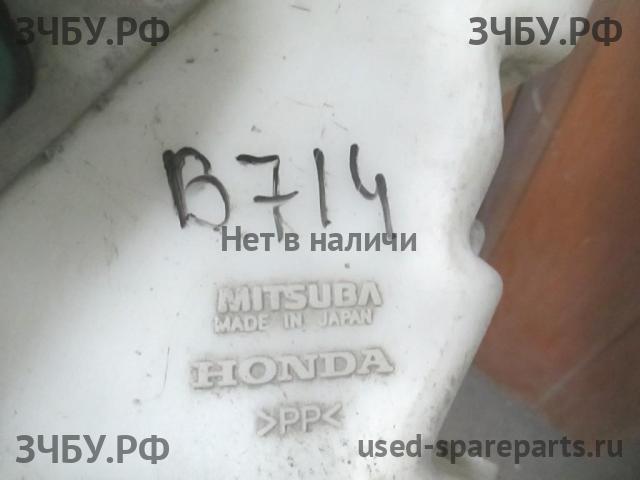 ЗЧБУ.РФ ЗЧБУ.РФ
B714
Нет в наличи
MITSUBA
MADE IN JAPAN
HONDA
>PP<
ЗЧБУ.РФ used-spareparts.ru